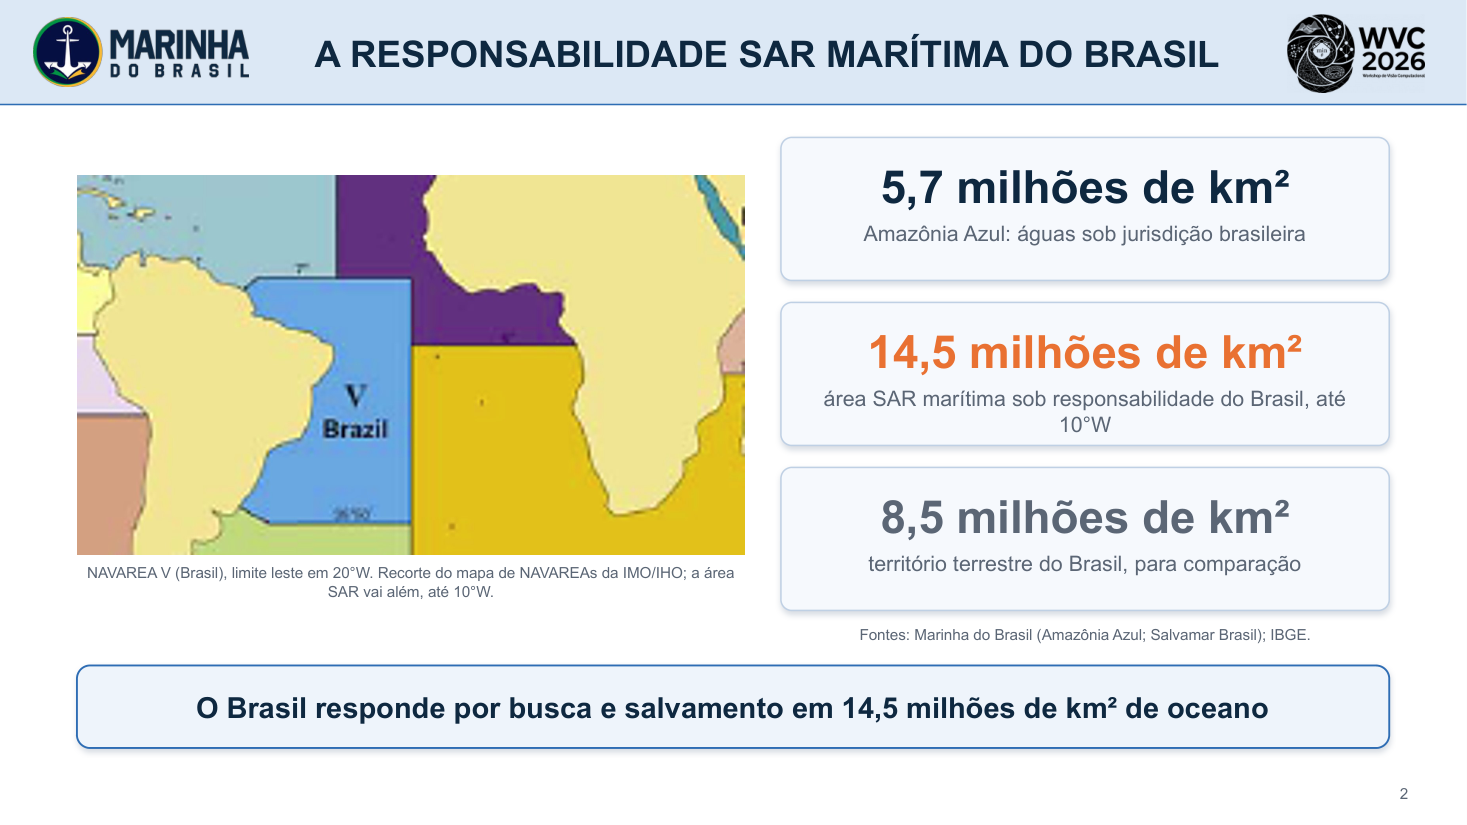 MARINHA
DO BRASIL
A RESPONSABILIDADE SAR MARÍTIMA DO BRASIL
WVC
2026
Workshop de Visão Computacional
5,7 milhões de km²
Amazônia Azul: águas sob jurisdição brasileira
14,5 milhões de km²
área SAR marítima sob responsabilidade do Brasil, até
10°W
8,5 milhões de km²
território terrestre do Brasil, para comparação
Fontes: Marinha do Brasil (Amazônia Azul; Salvamar Brasil); IBGE.
V
Brazil
NAVAREA V (Brasil), limite leste em 20°W. Recorte do mapa de NAVAREAs da IMO/IHO; a área
SAR vai além, até 10°W.
O Brasil responde por busca e salvamento em 14,5 milhões de km² de oceano
2